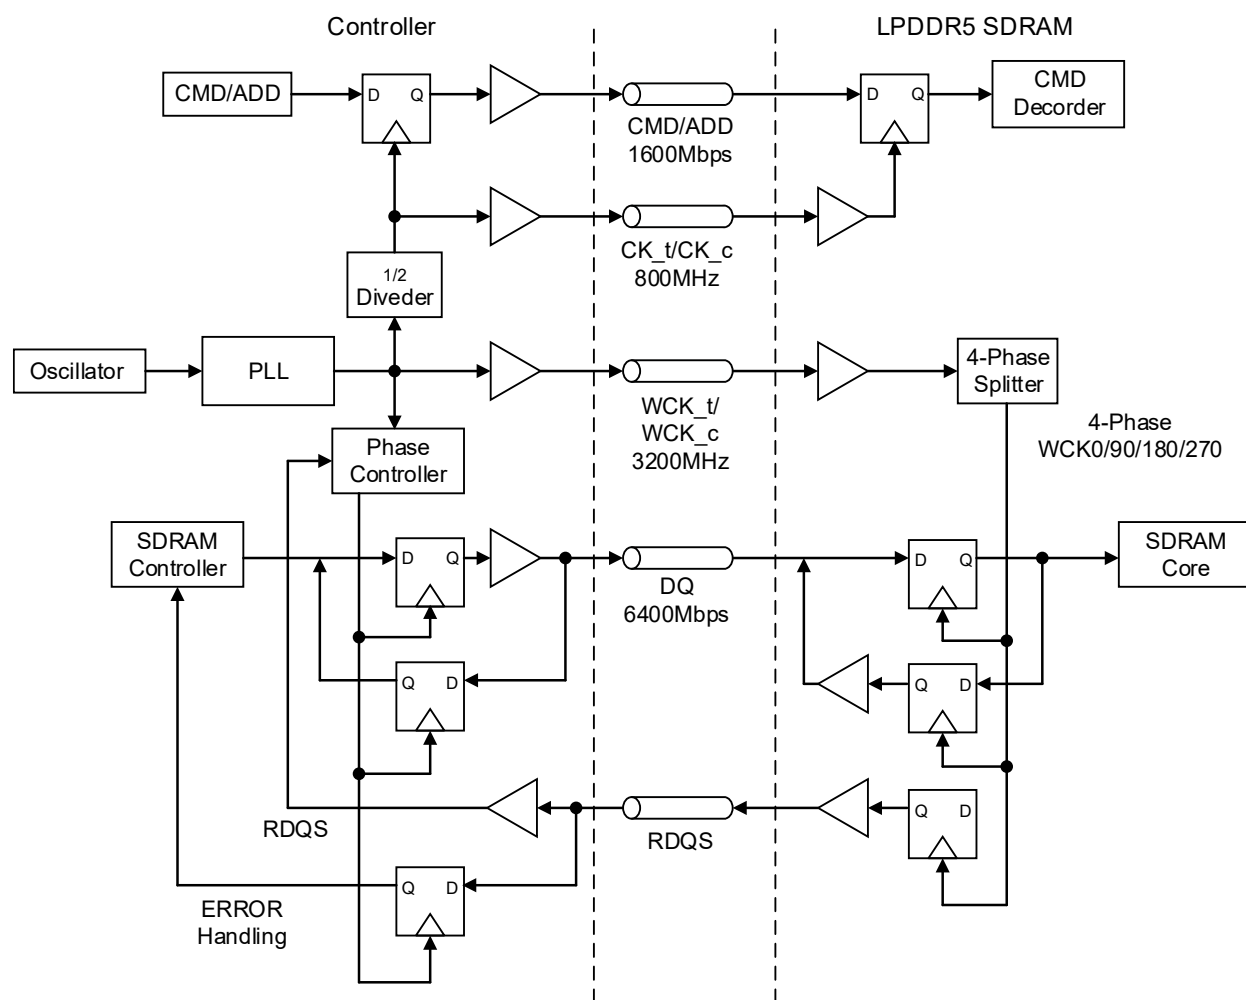 Controller
LPDDR5 SDRAM
CMD/ADD
D
Q
CMD/ADD
1600Mbps
D
Q
CMD
Decorder
CK_t/CK_c
800MHz
1/2
Diveder
Oscillator
PLL
WCK_t/
WCK_c
3200MHz
4-Phase
Splitter
4-Phase
WCK0/90/180/270
Phase
Controller
SDRAM
Controller
D
Q
DQ
6400Mbps
D
Q
SDRAM
Core
Q
D
Q
D
RDQS
RDQS
Q
D
Q
D
ERROR
Handling